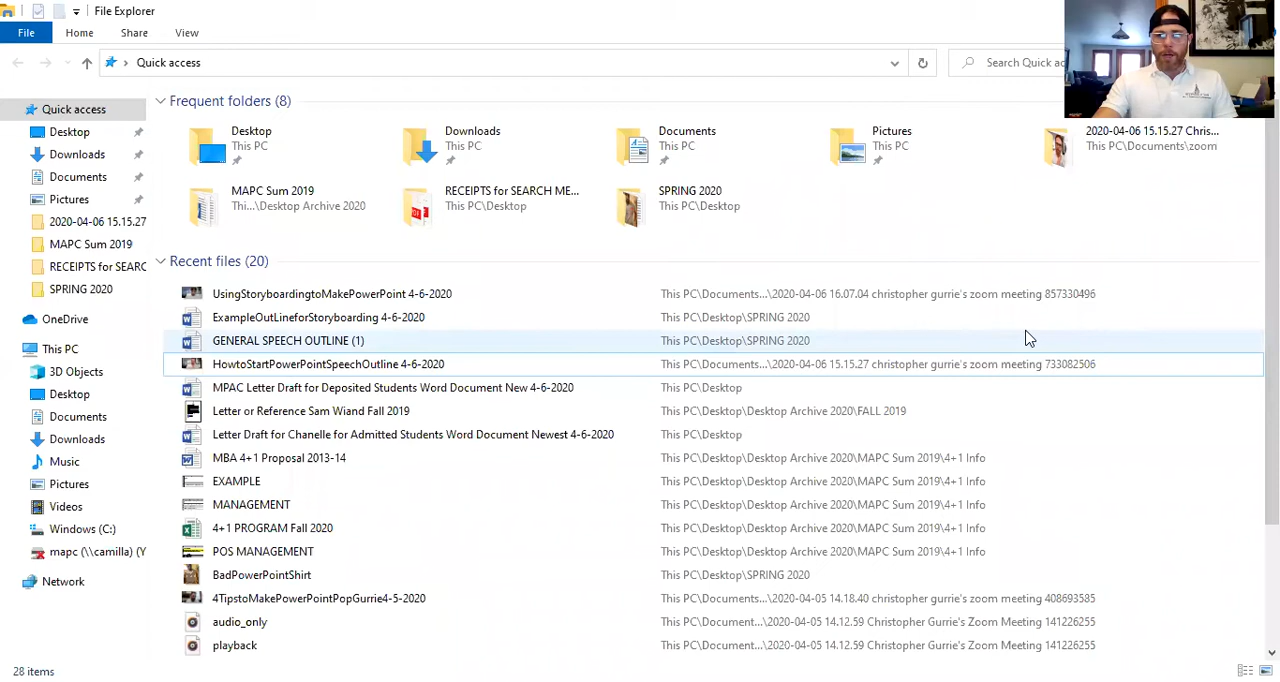 File Explorer
File Home Share View
Quick access
Search Quick ac
Quick access
Desktop
Downloads
Documents
Pictures
2020-04-06 15.15.27
MAPC Sum 2019
RECEIPTS for SEARC
SPRING 2020
OneDrive
This PC
3D Objects
Desktop
Documents
Downloads
Music
Pictures
Videos
Windows (C:)
mapc (\\camilla) (Y
Network
Frequent folders (8)
Desktop
This PC
Downloads
This PC
Documents
This PC
Pictures
This PC
2020-04-06 15.15.27 Chris...
This PC\Documents\zoom
MAPC Sum 2019
Thi...\Desktop Archive 2020
RECEIPTS for SEARCH ME...
This PC\Desktop
SPRING 2020
This PC\Desktop
Recent files (20)
UsingStoryboardingtoMakePowerPoint 4-6-2020 This PC\Documents...\2020-04-06 16.07.04 christopher gurrie's zoom meeting 857330496
ExampleOutLineforStoryboarding 4-6-2020 This PC\Desktop\SPRING 2020
GENERAL SPEECH OUTLINE (1) This PC\Desktop\SPRING 2020
HowtoStartPowerPointSpeechOutline 4-6-2020 This PC\Documents...\2020-04-06 15.15.27 christopher gurrie's zoom meeting 733082506
MPAC Letter Draft for Deposited Students Word Document New 4-6-2020 This PC\Desktop
Letter or Reference Sam Wiand Fall 2019 This PC\Desktop\Desktop Archive 2020\FALL 2019
Letter Draft for Chanelle for Admitted Students Word Document Newest 4-6-2020 This PC\Desktop
MBA 4+1 Proposal 2013-14 This PC\Desktop\Desktop Archive 2020\MAPC Sum 2019\4+1 Info
EXAMPLE This PC\Desktop\Desktop Archive 2020\MAPC Sum 2019\4+1 Info
MANAGEMENT This PC\Desktop\Desktop Archive 2020\MAPC Sum 2019\4+1 Info
4+1 PROGRAM Fall 2020 This PC\Desktop\Desktop Archive 2020\MAPC Sum 2019\4+1 Info
POS MANAGEMENT This PC\Desktop\Desktop Archive 2020\MAPC Sum 2019\4+1 Info
BadPowerPointShirt This PC\Desktop\SPRING 2020
4TipstoMakePowerPointPopGurrie4-5-2020 This PC\Documents...\2020-04-05 14.18.40 christopher gurrie's zoom meeting 408693585
audio_only This PC\Documents...\2020-04-05 14.12.59 Christopher Gurrie's Zoom Meeting 141226255
playback This PC\Documents...\2020-04-05 14.12.59 Christopher Gurrie's Zoom Meeting 141226255
28 items